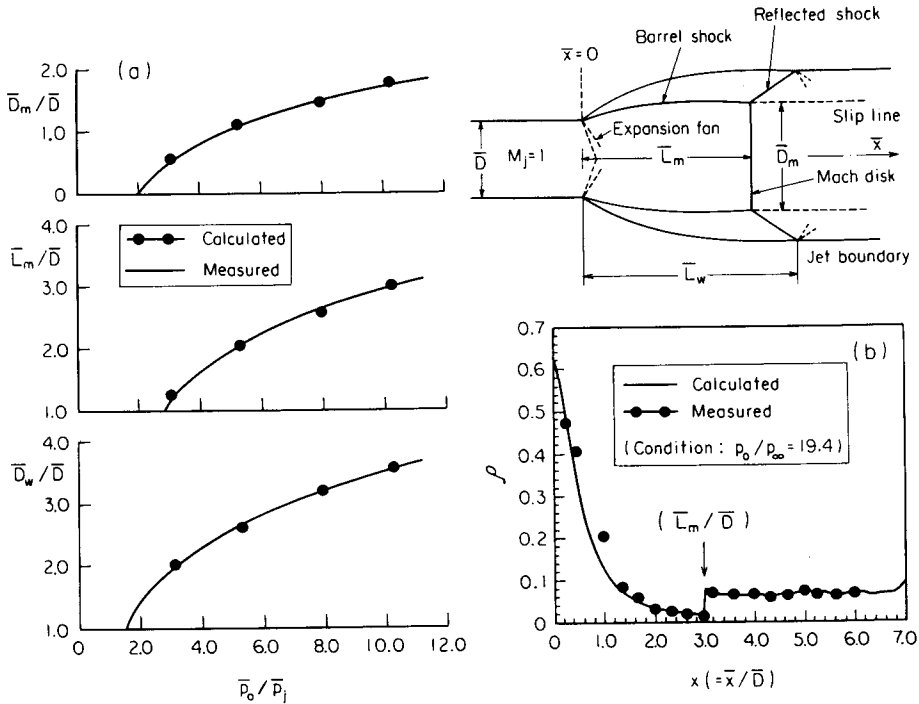 (a)
2.0
D̅m/D̅
1.0
0
4.0
L̅m/D̅
3.0
2.0
1.0
Calculated
Measured
4.0
D̅w/D̅
3.0
2.0
1.0
0 2.0 4.0 6.0 8.0 10.0 12.0
p̅o/p̅j
Reflected shock
Barrel shock
x̅=0
Expansion fan
Slip line
D̅
Mj=1
L̅m
D̅m
x̅
Mach disk
L̅w
Jet boundary
(b)
0.7
0.6
0.5
0.4
0.3
0.2
0.1
0
ρ
Calculated
Measured
(Condition: po/p∞=19.4)
(L̅m/D̅)
0 1.0 2.0 3.0 4.0 5.0 6.0 7.0
x(=x̅/D̅)